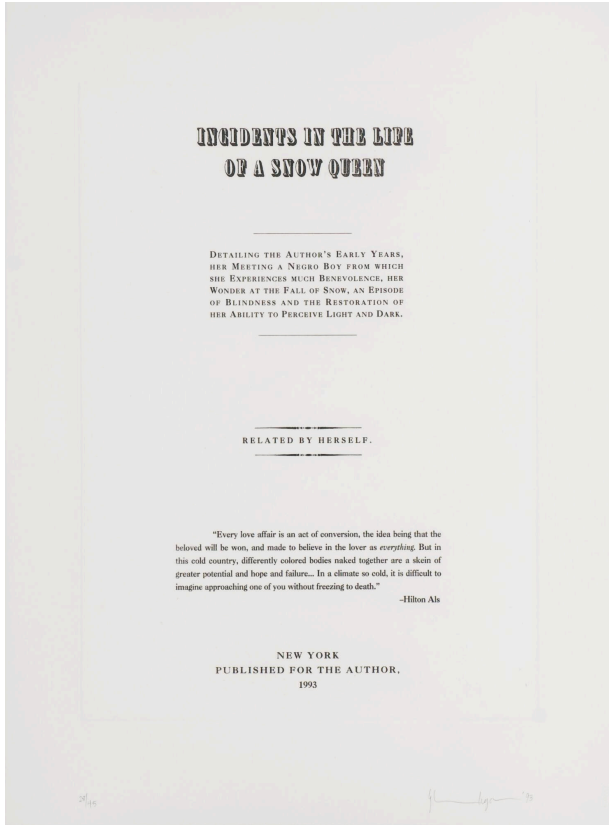 INCIDENTS IN THE LIFE
OF A SNOW QUEEN
DETAILING THE AUTHOR'S EARLY YEARS,
HER MEETING A NEGRO BOY FROM WHICH
SHE EXPERIENCES MUCH BENEVOLENCE, HER
WONDER AT THE FALL OF SNOW, AN EPISODE
OF BLINDNESS AND THE RESTORATION OF
HER ABILITY TO PERCEIVE LIGHT AND DARK.
RELATED BY HERSELF.
"Every love affair is an act of conversion, the idea being that the
beloved will be won, and made to believe in the lover as everything. But in
this cold country, differently colored bodies naked together are a skein of
greater potential and hope and failure... In a climate so cold, it is difficult to
imagine approaching one of you without freezing to death."
–Hilton Als
NEW YORK
PUBLISHED FOR THE AUTHOR,
1993